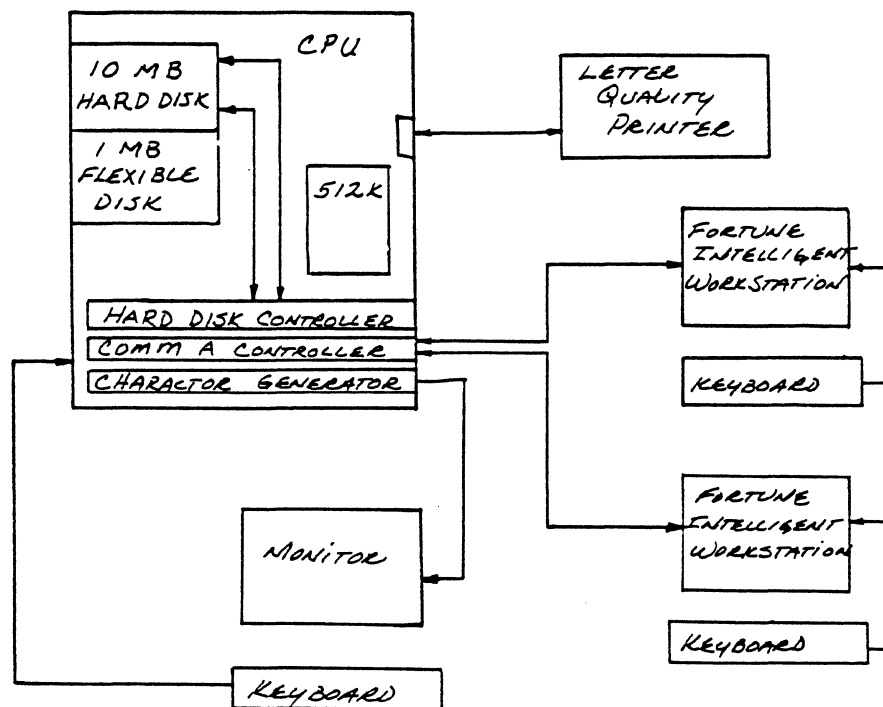 CPU
10 MB
HARD DISK
1 MB
FLEXIBLE
DISK
512K
HARD DISK CONTROLLER
COMM A CONTROLLER
CHARACTOR GENERATOR
LETTER
QUALITY
PRINTER
FORTUNE
INTELLIGENT
WORKSTATION
KEYBOARD
FORTUNE
INTELLIGENT
WORKSTATION
KEYBOARD
MONITOR
KEYBOARD